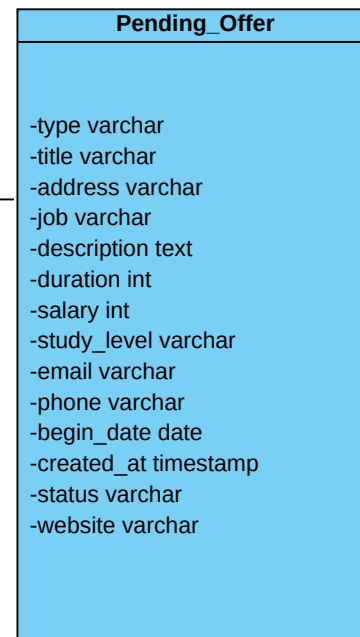 Pending_Offer
-type varchar
-title varchar
-address varchar
-job varchar
-description text
-duration int
-salary int
-study_level varchar
-email varchar
-phone varchar
-begin_date date
-created_at timestamp
-status varchar
-website varchar